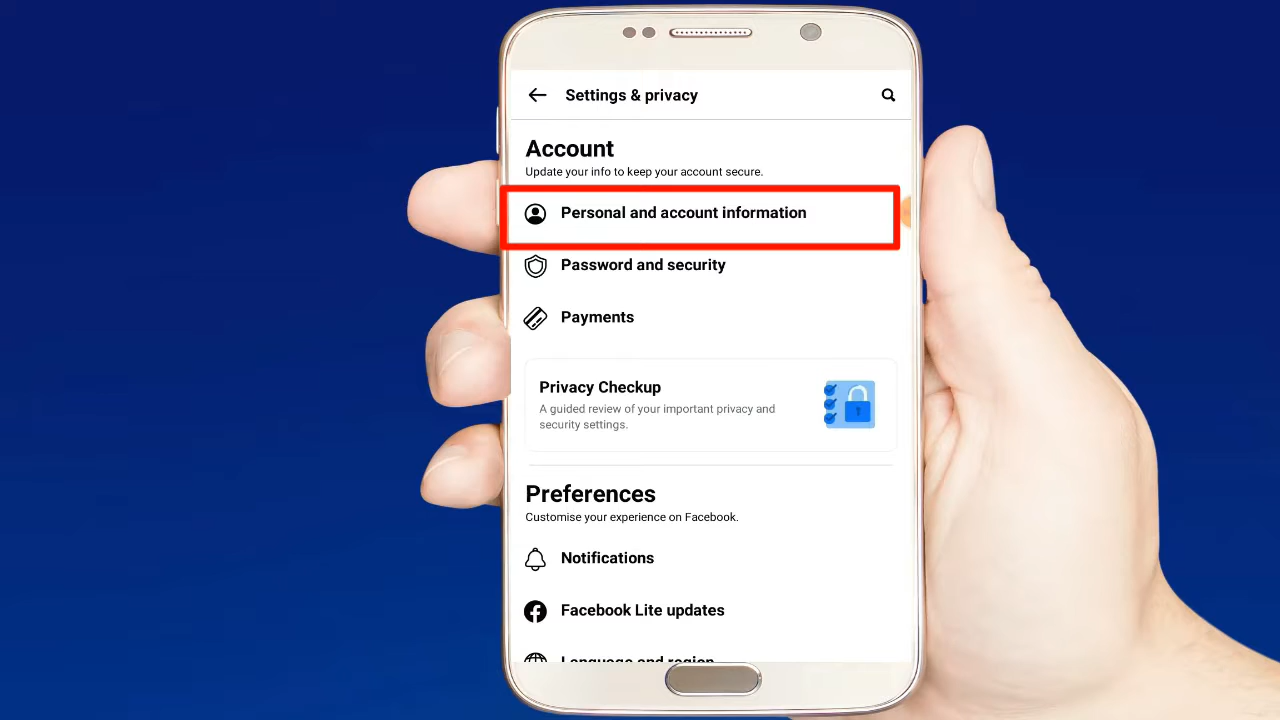 Settings & privacy
Account
Update your info to keep your account secure.
Personal and account information
Password and security
Payments
Privacy Checkup
A guided review of your important privacy and
security settings.
Preferences
Customise your experience on Facebook.
Notifications
Facebook Lite updates
Language and region